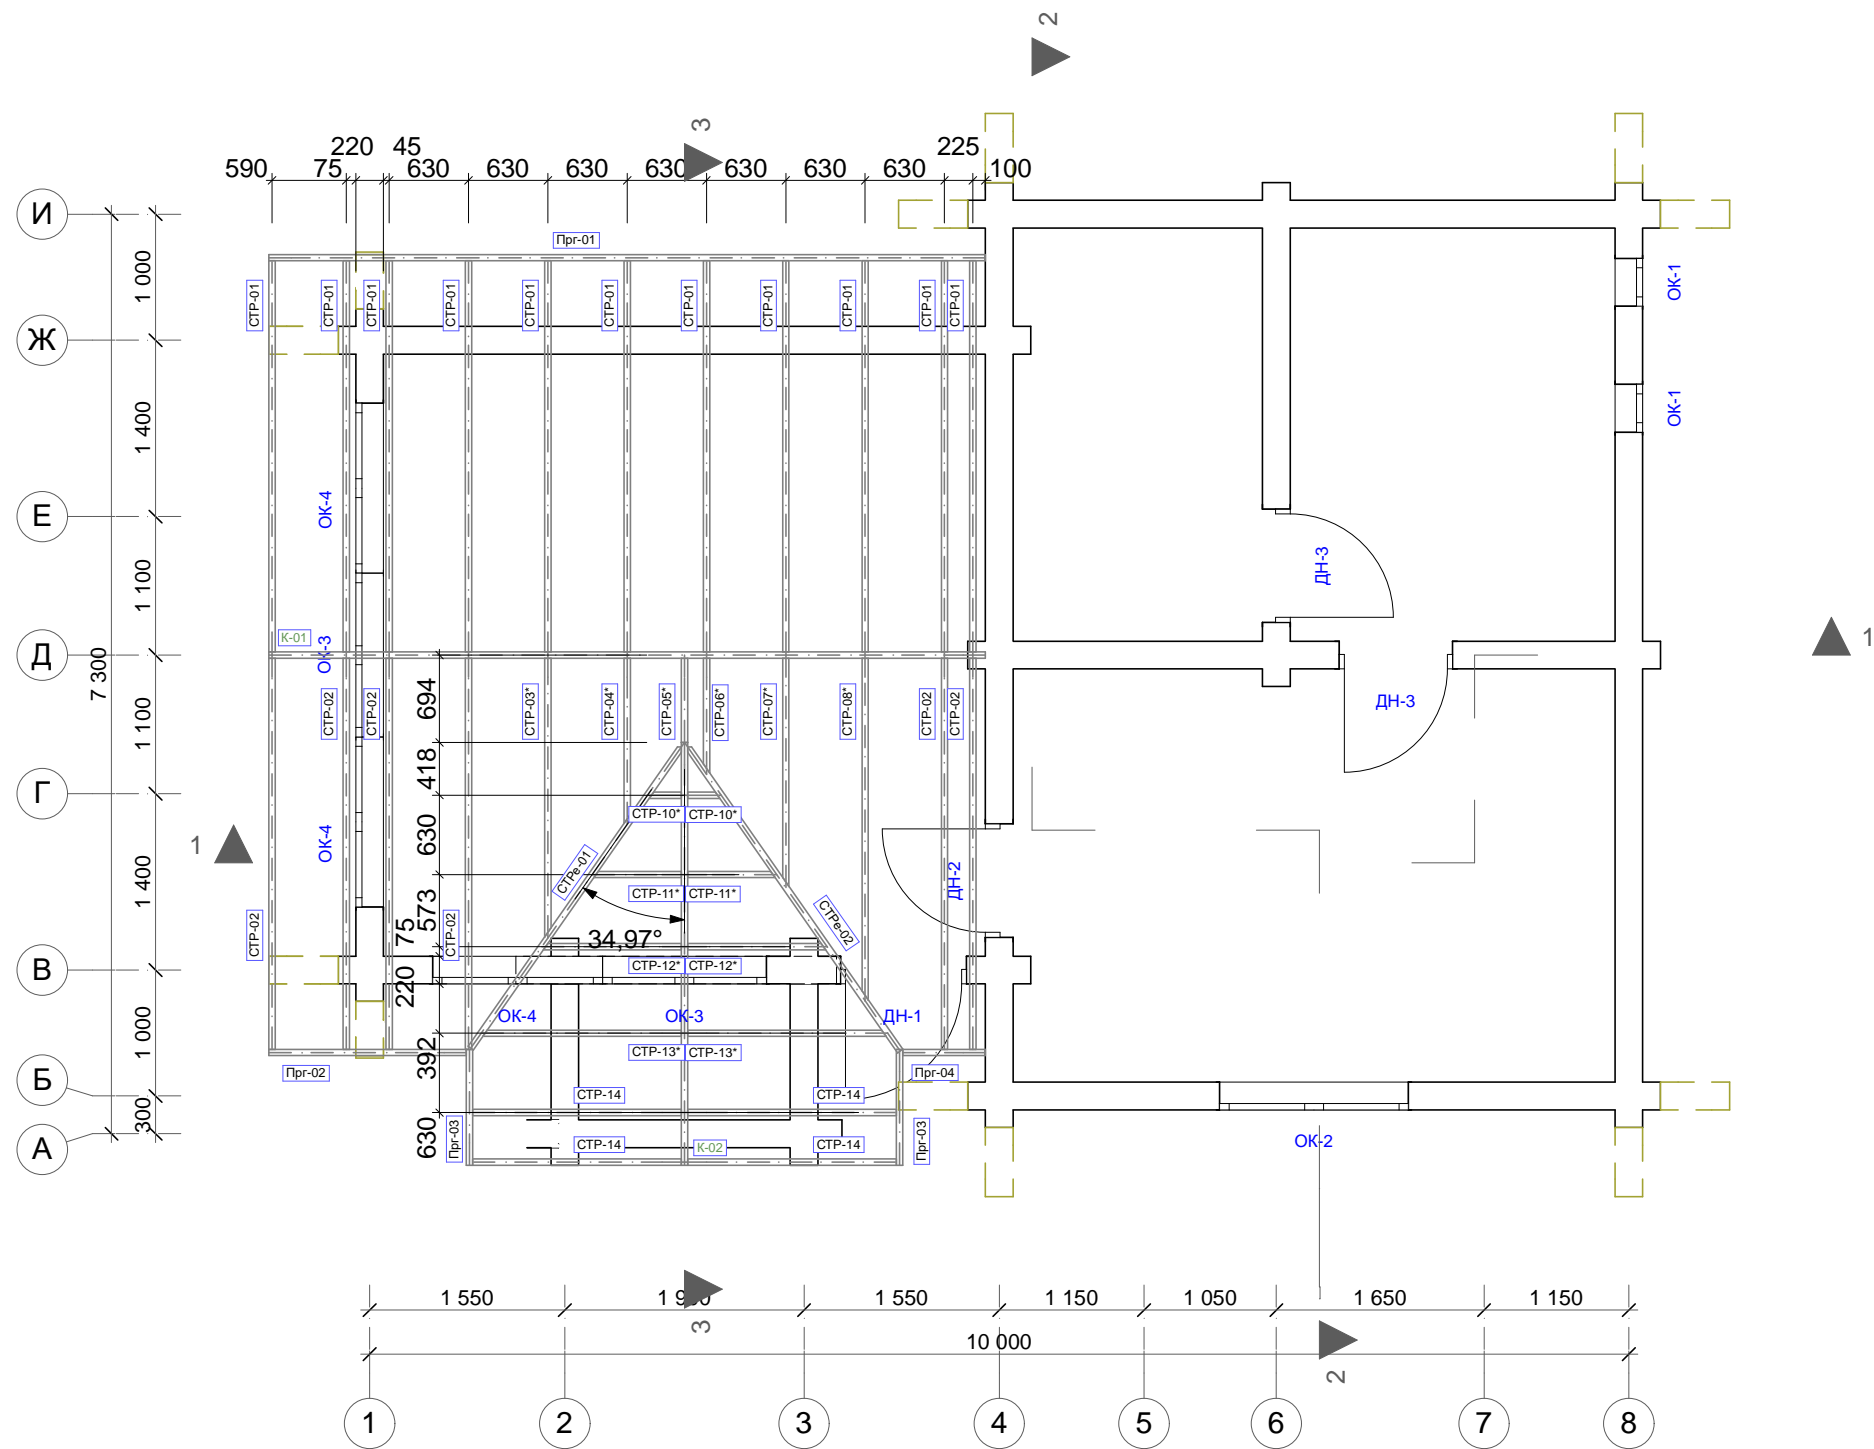 2
3
220 45 225
590 75 630 630 630 630 630 630 630 100
И
Ж
Е
Д
Г
В
Б
А
1 000
1 400
1 100
1 100
1 400
1 000
300
7 300
Прг-01
СТР-01 СТР-01 СТР-01 СТР-01 СТР-01 СТР-01 СТР-01 СТР-01 СТР-01 СТР-01 СТР-01
ОК-1
ОК-1
ОК-4
ДН-3
К-01
ОК-3
1
694
СТР-02 СТР-02 СТР-03* СТР-04* СТР-05* СТР-06* СТР-07* СТР-08* СТР-02 СТР-02
ДН-3
418
СТР-10* СТР-10*
630
1
ОК-4
СТРе-01
ДН-2
СТР-11* СТР-11*
573
75
СТР-02 СТР-02
34,97°
СТРе-02
СТР-12* СТР-12*
220
ОК-4 ОК-3 ДН-1
392
СТР-13* СТР-13*
Прг-02 Прг-04
СТР-14 СТР-14
630
Прг-03 СТР-14 К-02 СТР-14 Прг-03
ОК-2
1 550 1 550 1 150 1 050 1 650 1 150
3
10 000
2
1 2 3 4 5 6 7 8